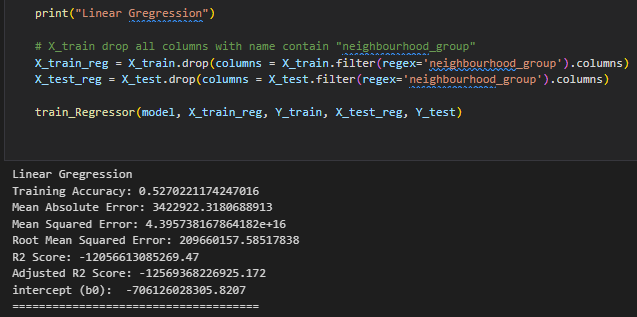 print("Linear Gregression")
# X_train drop all columns with name contain "neighbourhood_group"
X_train_reg = X_train.drop(columns = X_train.filter(regex='neighbourhood_group').columns)
X_test_reg = X_test.drop(columns = X_test.filter(regex='neighbourhood_group').columns)
train_Regressor(model, X_train_reg, Y_train, X_test_reg, Y_test)
Linear Gregression
Training Accuracy: 0.5270221174247016
Mean Absolute Error: 3422922.3180688913
Mean Squared Error: 4.395738167864182e+16
Root Mean Squared Error: 209660157.58517838
R2 Score: -12056613085269.47
Adjusted R2 Score: -12569368226925.172
intercept (b0):  -706126028305.8207
=====================================